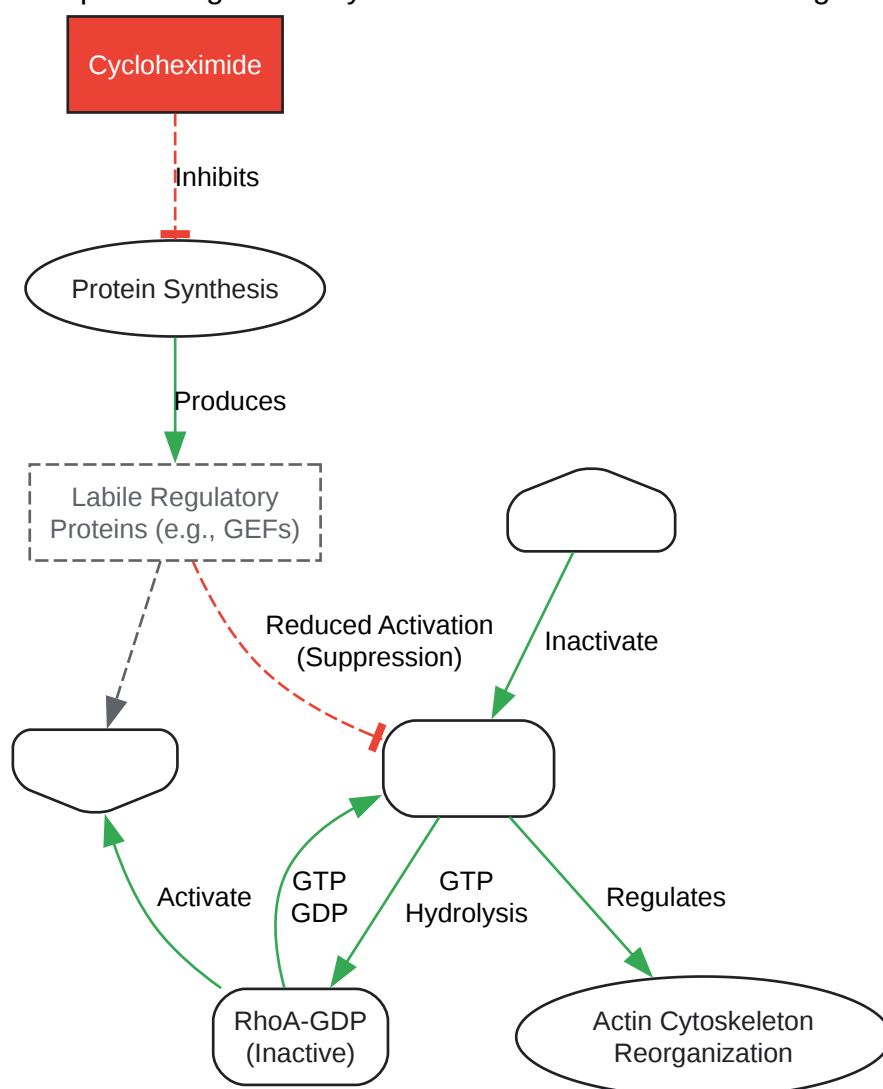 Cycloheximide
Inhibits
Protein Synthesis
Produces
Labile Regulatory
Proteins (e.g., GEFs)
Reduced Activation
(Suppression)
Inactivate
Activate
GTP
GDP
GTP
Hydrolysis
Regulates
RhoA-GDP
(Inactive)
Actin Cytoskeleton
Reorganization